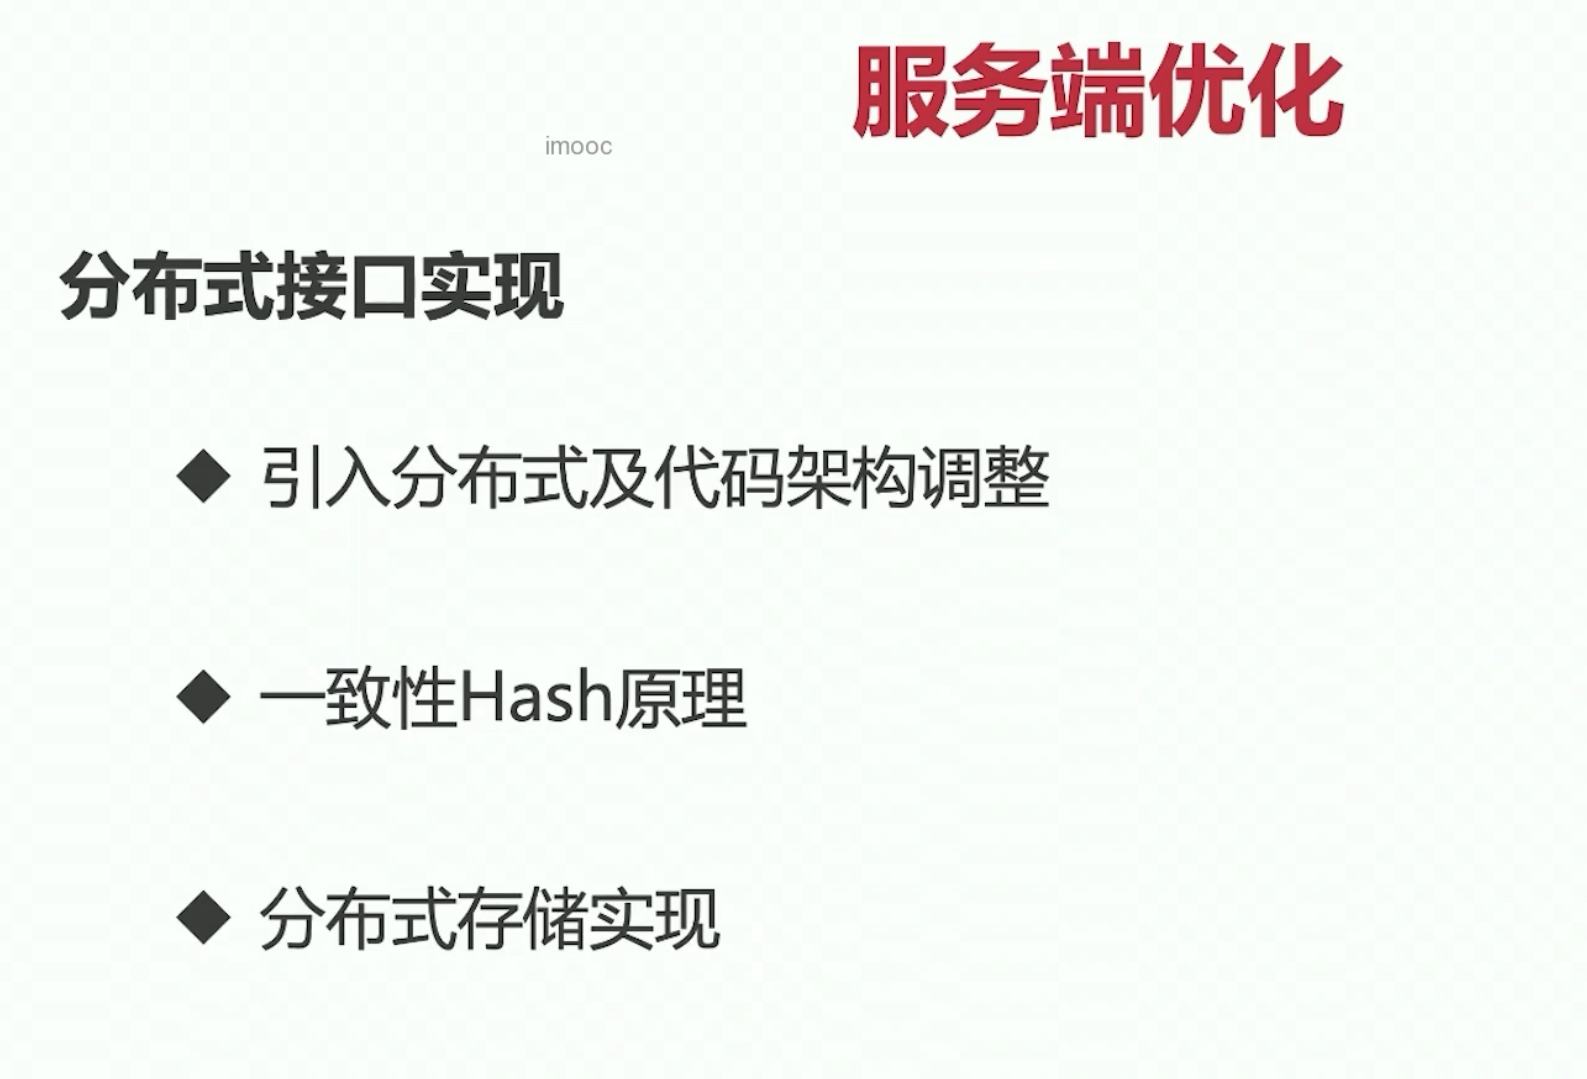 服务端优化
imooc
分布式接口实现
◆ 引入分布式及代码架构调整
◆ 一致性Hash原理
◆ 分布式存储实现